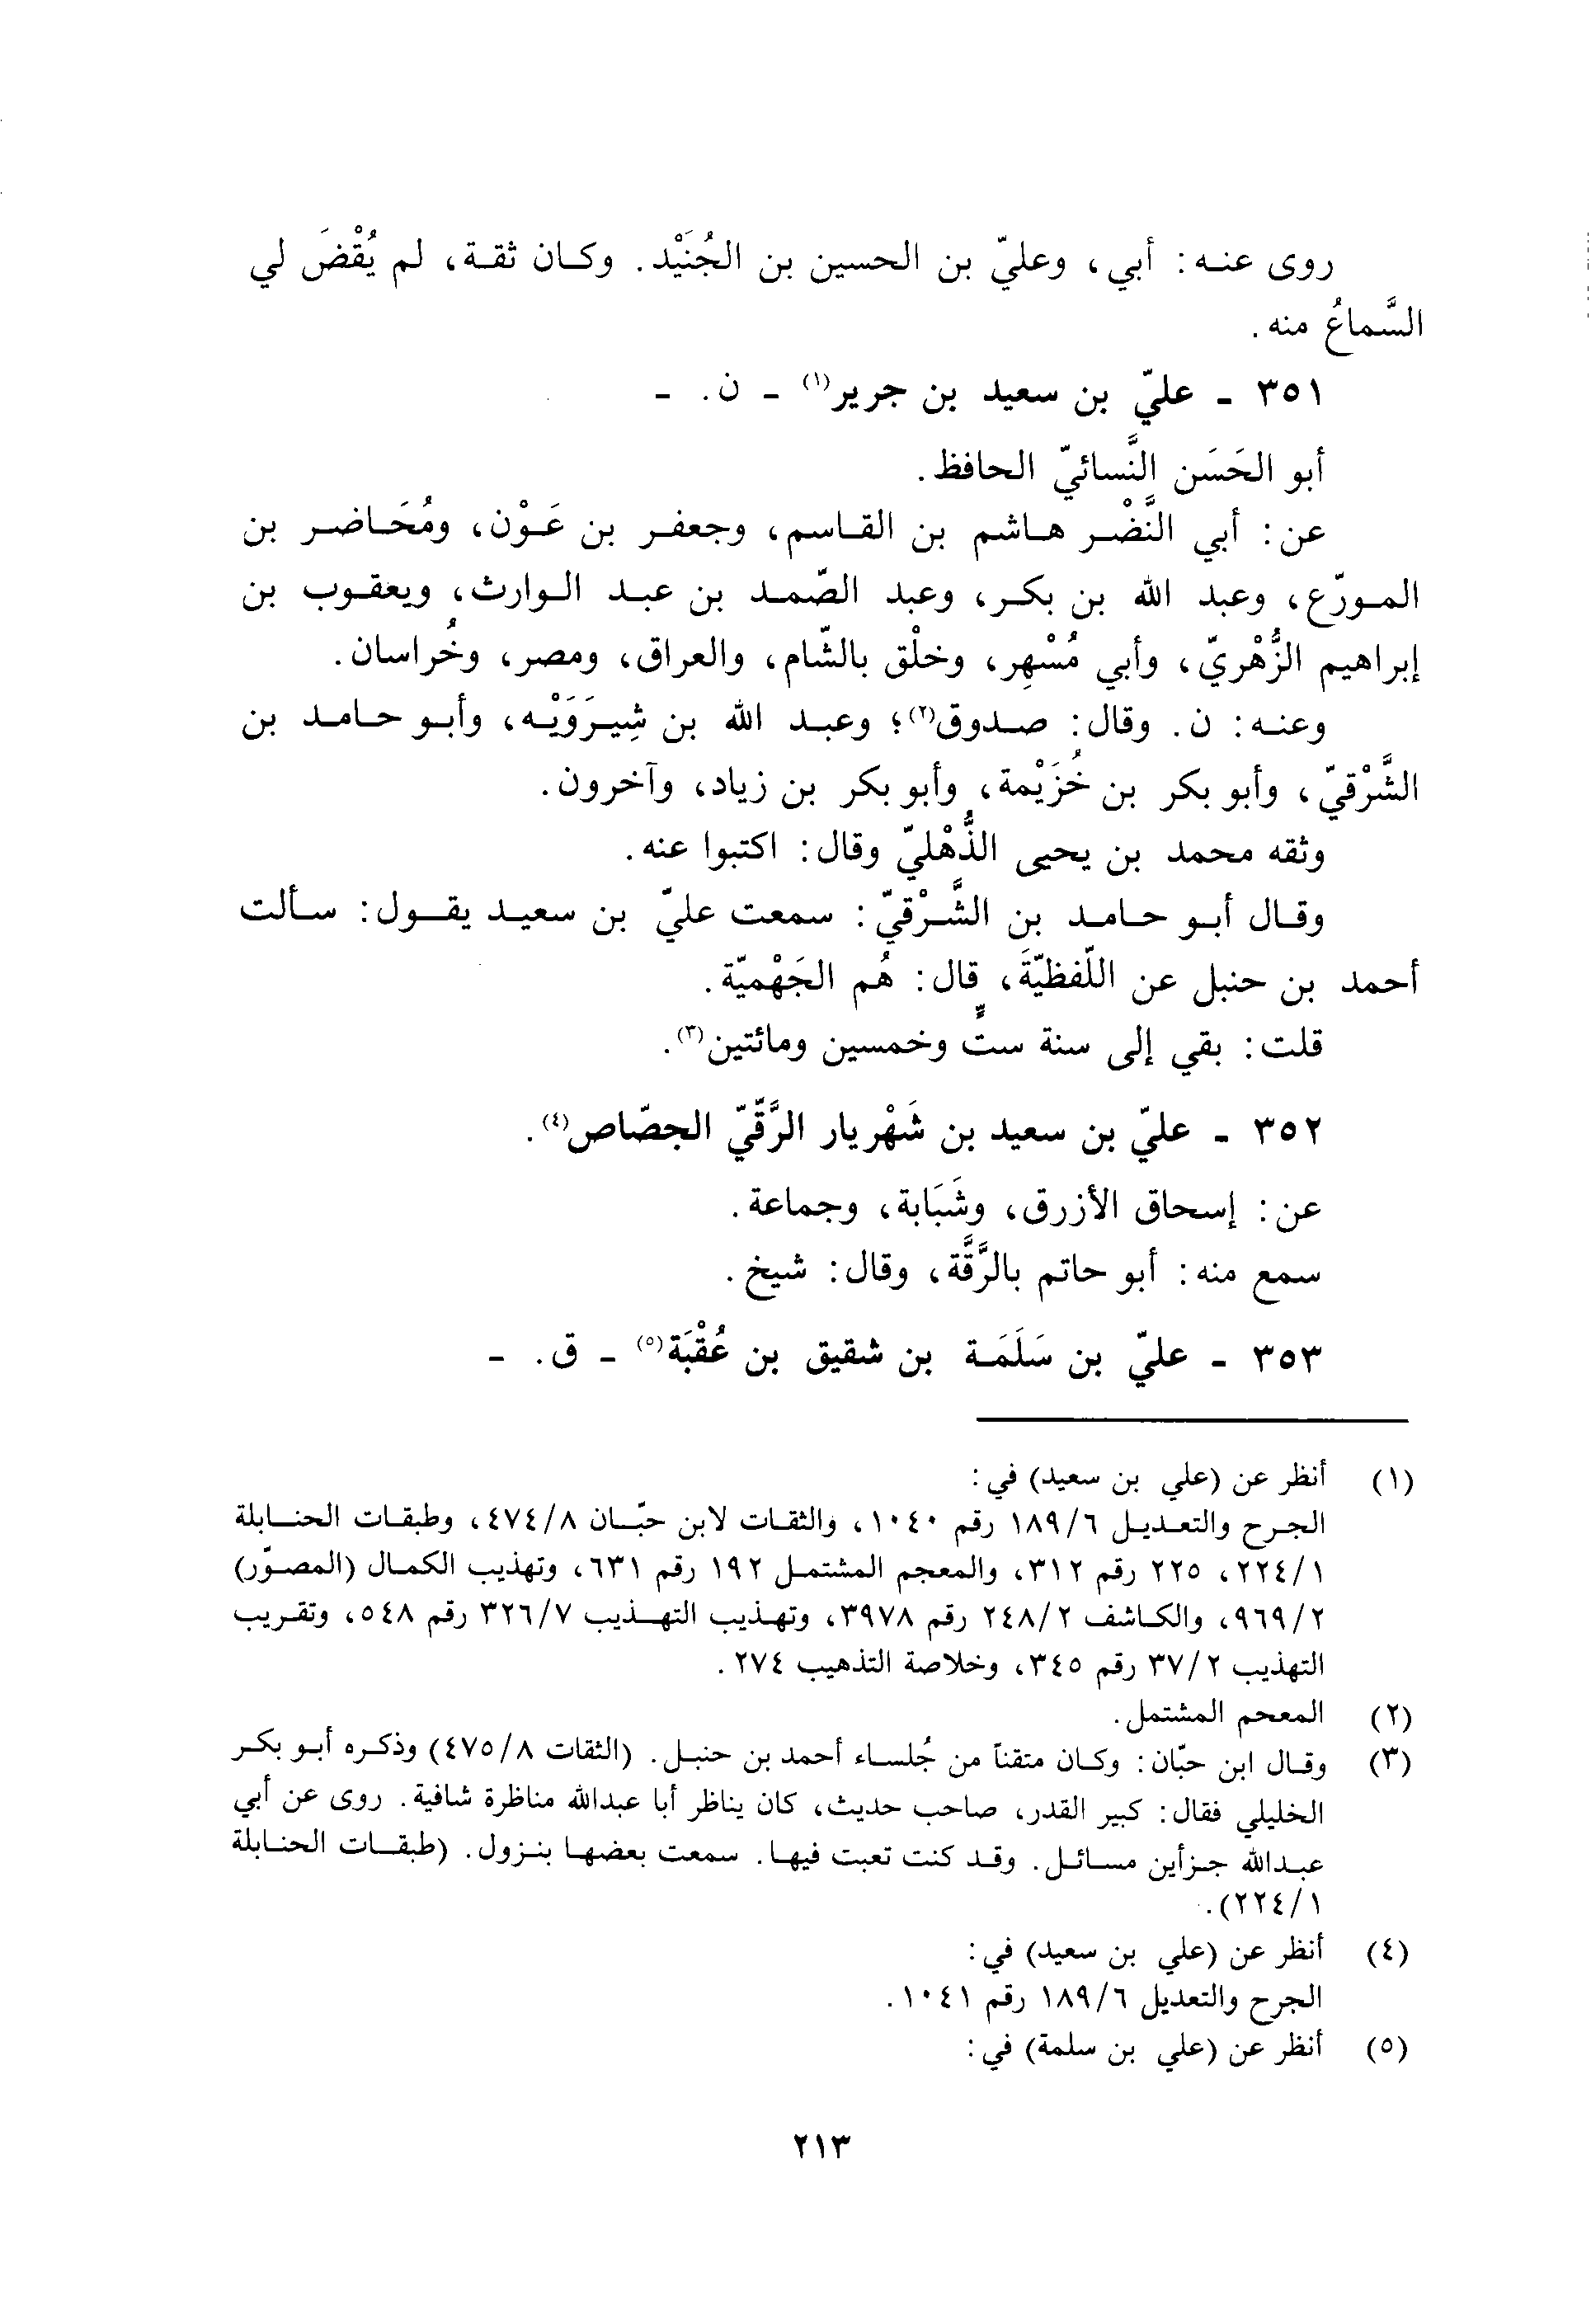 روى عنه: أبي، وعليّ بن الحسين بن الجُنَيْد. وكان ثقة، لم يُقْضَ لي
السَّماعُ منه.
٣٥١ - عليّ بن سعيد بن جرير(١) - ن. -
أبو الحَسَن النَّسائيّ الحافظ.
عن: أبي النَّضْر هاشم بن القاسم، وجعفر بن عَوْن، ومُحَاضر بن
المورّع، وعبد الله بن بكر، وعبد الصّمد بن عبد الوارث، ويعقوب بن
إبراهيم الزُّهْريّ، وأبي مُسْهِر، وخلْق بالشّام، والعراق، ومصر، وخُراسان.
وعنه: ن. وقال: صدوق(٢)؛ وعبد الله بن شِيرَوَيْه، وأبو حامد بن
الشَّرْقيّ، وأبو بكر بن خُزَيْمة، وأبو بكر بن زياد، وآخرون.
وثقه محمد بن يحيى الذُّهْليّ وقال: اكتبوا عنه.
وقال أبو حامد بن الشَّرْقيّ: سمعت عليّ بن سعيد يقول: سألت
أحمد بن حنبل عن اللّفظيّةَ، قال: هُم الجَهْميّة.
قلت: بقي إلى سنة ستٍّ وخمسين ومائتين(٣).
٣٥٢ - عليّ بن سعيد بن شَهْريار الرَّقّيّ الجصّاص(٤).
عن: إسحاق الأزرق، وشَبَابة، وجماعة.
سمع منه: أبو حاتم بالرَّقَّة، وقال: شيخ.
٣٥٣ - عليّ بن سَلَمَة بن شقيق بن عُقْبَة(٥) - ق. -
(١) أنظر عن (علي بن سعيد) في:
الجرح والتعديل ١٨٩/٦ رقم ١٠٤٠، والثقات لابن حبّان ٤٧٤/٨، وطبقات الحنابلة
٢٢٤/١، ٢٢٥ رقم ٣١٢، والمعجم المشتمل ١٩٢ رقم ٦٣١، وتهذيب الكمال (المصوّر)
٩٦٩/٢، والكاشف ٢٤٨/٢ رقم ٣٩٧٨، وتهذيب التهذيب ٣٢٦/٧ رقم ٥٤٨، وتقريب
التهذيب ٣٧/٢ رقم ٣٤٥، وخلاصة التذهيب ٢٧٤.
(٢) المعجم المشتمل.
(٣) وقال ابن حبّان: وكان متقناً من جُلساء أحمد بن حنبل. (الثقات ٤٧٥/٨) وذكره أبو بكر
الخليلي فقال: كبير القدر، صاحب حديث، كان يناظر أبا عبدالله مناظرة شافية. روى عن أبي
عبدالله جزأين مسائل. وقد كنت تعبت فيها. سمعت بعضها بنزول. (طبقات الحنابلة
٢٢٤/١).
(٤) أنظر عن (علي بن سعيد) في:
الجرح والتعديل ١٨٩/٦ رقم ١٠٤١.
(٥) أنظر عن (علي بن سلمة) في:
٢١٣